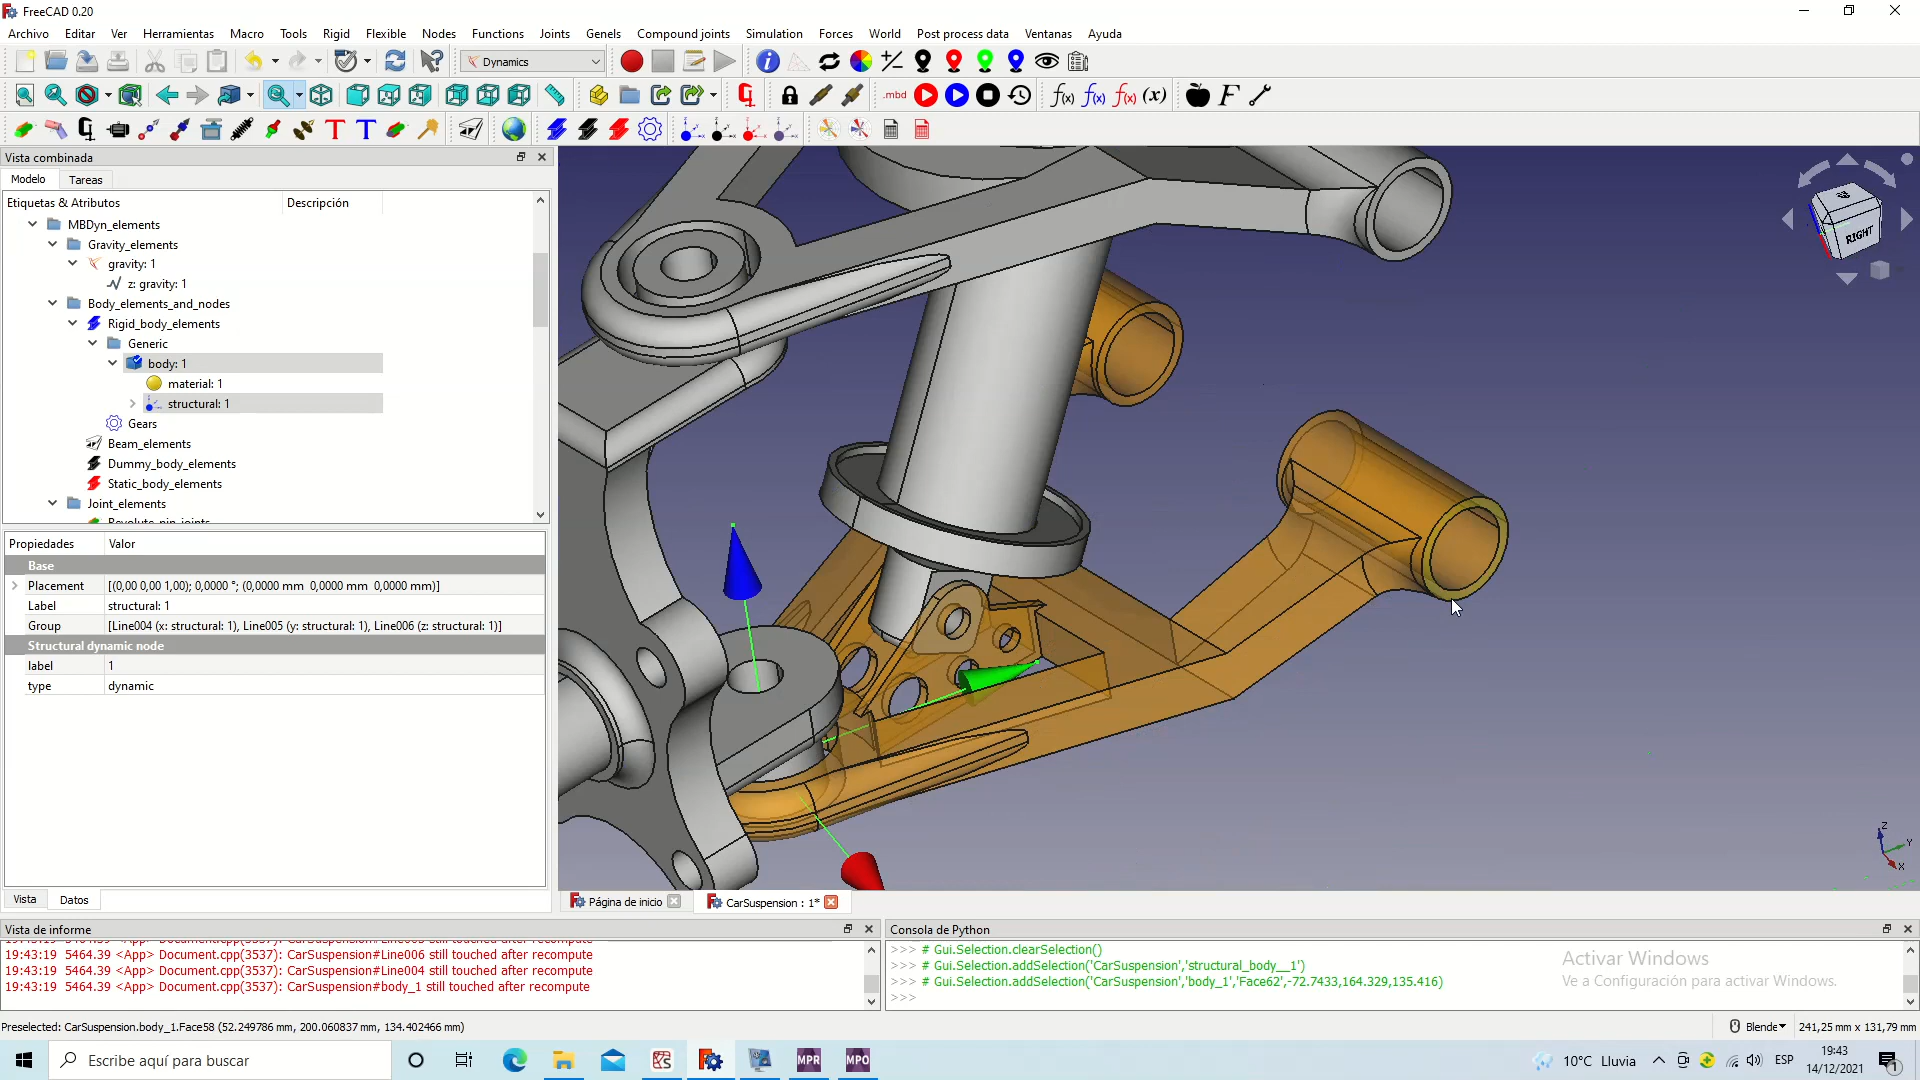 FreeCAD 0.20
Archivo Editar Ver Herramientas Macro Tools Rigid Flexible Nodes Functions Joints Genels Compound joints Simulation Forces World Post process data Ventanas Ayuda
Dynamics
.mbd f(x) f(x) f(x) (x) F
T T
Vista combinada
Modelo Tareas
Etiquetas & Atributos Descripción
MBDyn_elements
Gravity_elements
gravity: 1
z: gravity: 1
Body_elements_and_nodes
Rigid_body_elements
Generic
body: 1
material: 1
structural: 1
Gears
Beam_elements
Dummy_body_elements
Static_body_elements
Joint_elements
Propiedades Valor
Base
Placement [(0,00 0,00 1,00); 0,0000 °; (0,0000 mm 0,0000 mm 0,0000 mm)]
Label structural: 1
Group [Line004 (x: structural: 1), Line005 (y: structural: 1), Line006 (z: structural: 1)]
Structural dynamic node
label 1
type dynamic
Vista Datos
RIGHT
Z
Y
X
Página de inicio CarSuspension : 1*
Vista de informe
19:43:19 5464.39 <App> Document.cpp(3537): CarSuspension#Line006 still touched after recompute
19:43:19 5464.39 <App> Document.cpp(3537): CarSuspension#Line004 still touched after recompute
19:43:19 5464.39 <App> Document.cpp(3537): CarSuspension#body_1 still touched after recompute
Consola de Python
>>> # Gui.Selection.clearSelection()
>>> # Gui.Selection.addSelection('CarSuspension','structural_body__1')
>>> # Gui.Selection.addSelection('CarSuspension','body_1','Face62',-72.7433,164.329,135.416)
>>>
Activar Windows
Ve a Configuración para activar Windows.
Preselected: CarSuspension.body_1.Face58 (52.249786 mm, 200.060837 mm, 134.402466 mm)
Blende 241,25 mm x 131,79 mm
Escribe aquí para buscar
MPR MPO
10°C Lluvia
ESP
19:43
14/12/2021
1